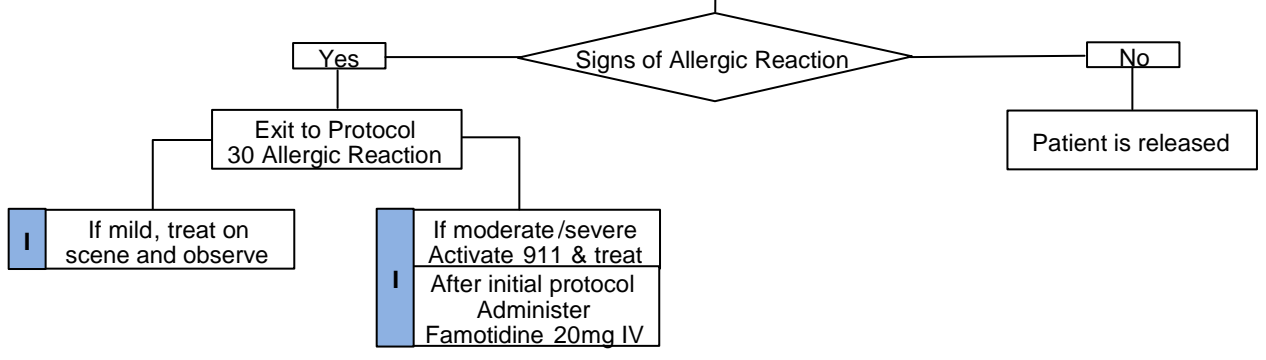 Signs of Allergic Reaction
Yes
No
Exit to Protocol
30 Allergic Reaction
Patient is released
I
If mild, treat on
scene and observe
I
If moderate/severe
Activate 911 & treat
After initial protocol
Administer
Famotidine 20mg IV